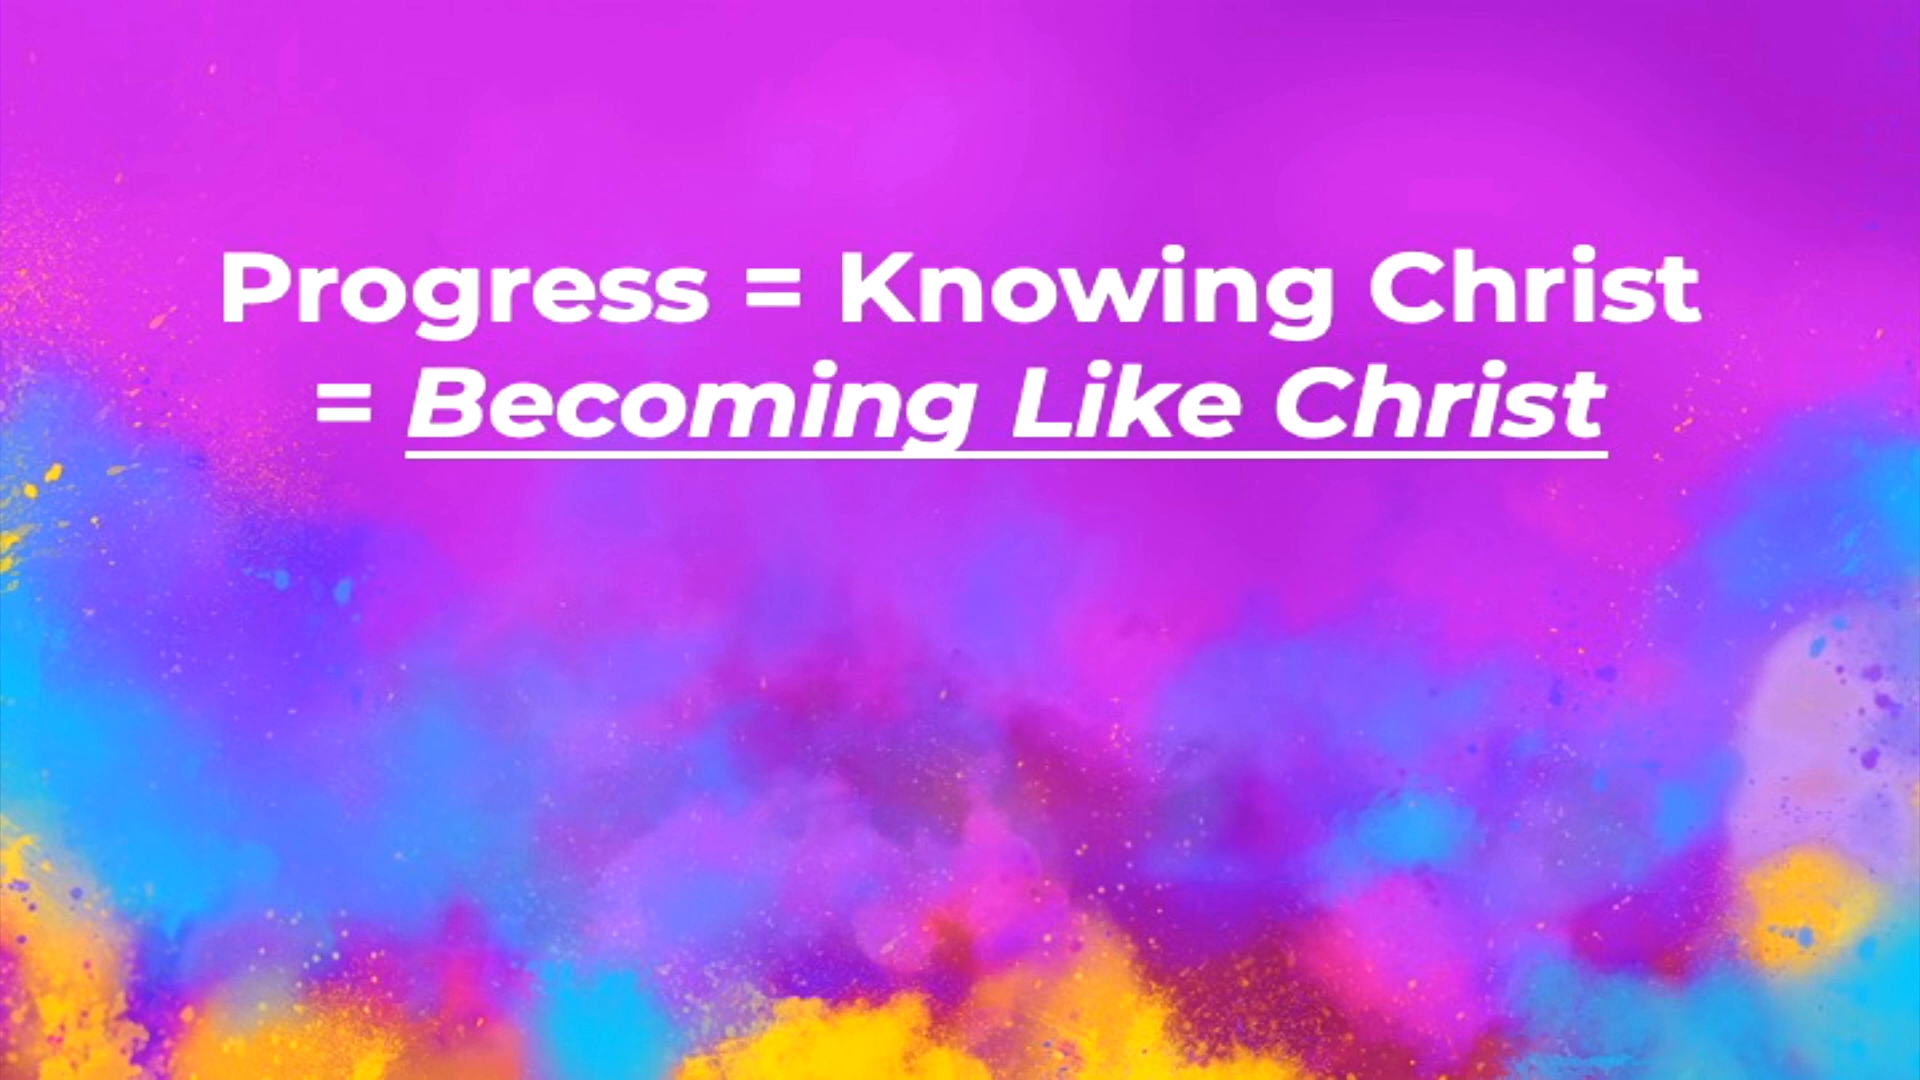 Progress = Knowing Christ
= Becoming Like Christ